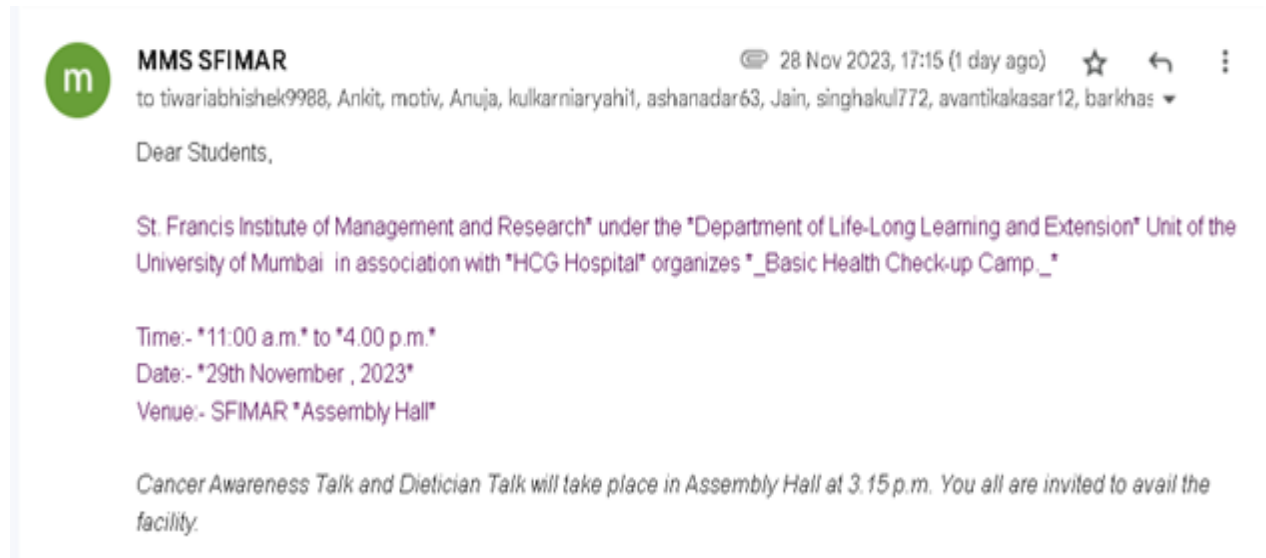 m
MMS SFIMAR
28 Nov 2023, 17:15 (1 day ago)
to tiwariabhishek9988, Ankit, motiv, Anuja, kulkarniaryahi1, ashanadar63, Jain, singhakul772, avantikakasar12, barkhas
Dear Students,
St. Francis Institute of Management and Research* under the *Department of Life-Long Learning and Extension* Unit of the
University of Mumbai in association with *HCG Hospital* organizes *_Basic Health Check-up Camp._*
Time:- *11:00 a.m.* to *4.00 p.m.*
Date:- *29th November , 2023*
Venue:- SFIMAR *Assembly Hall*
Cancer Awareness Talk and Dietician Talk will take place in Assembly Hall at 3.15 p.m. You all are invited to avail the
facility.